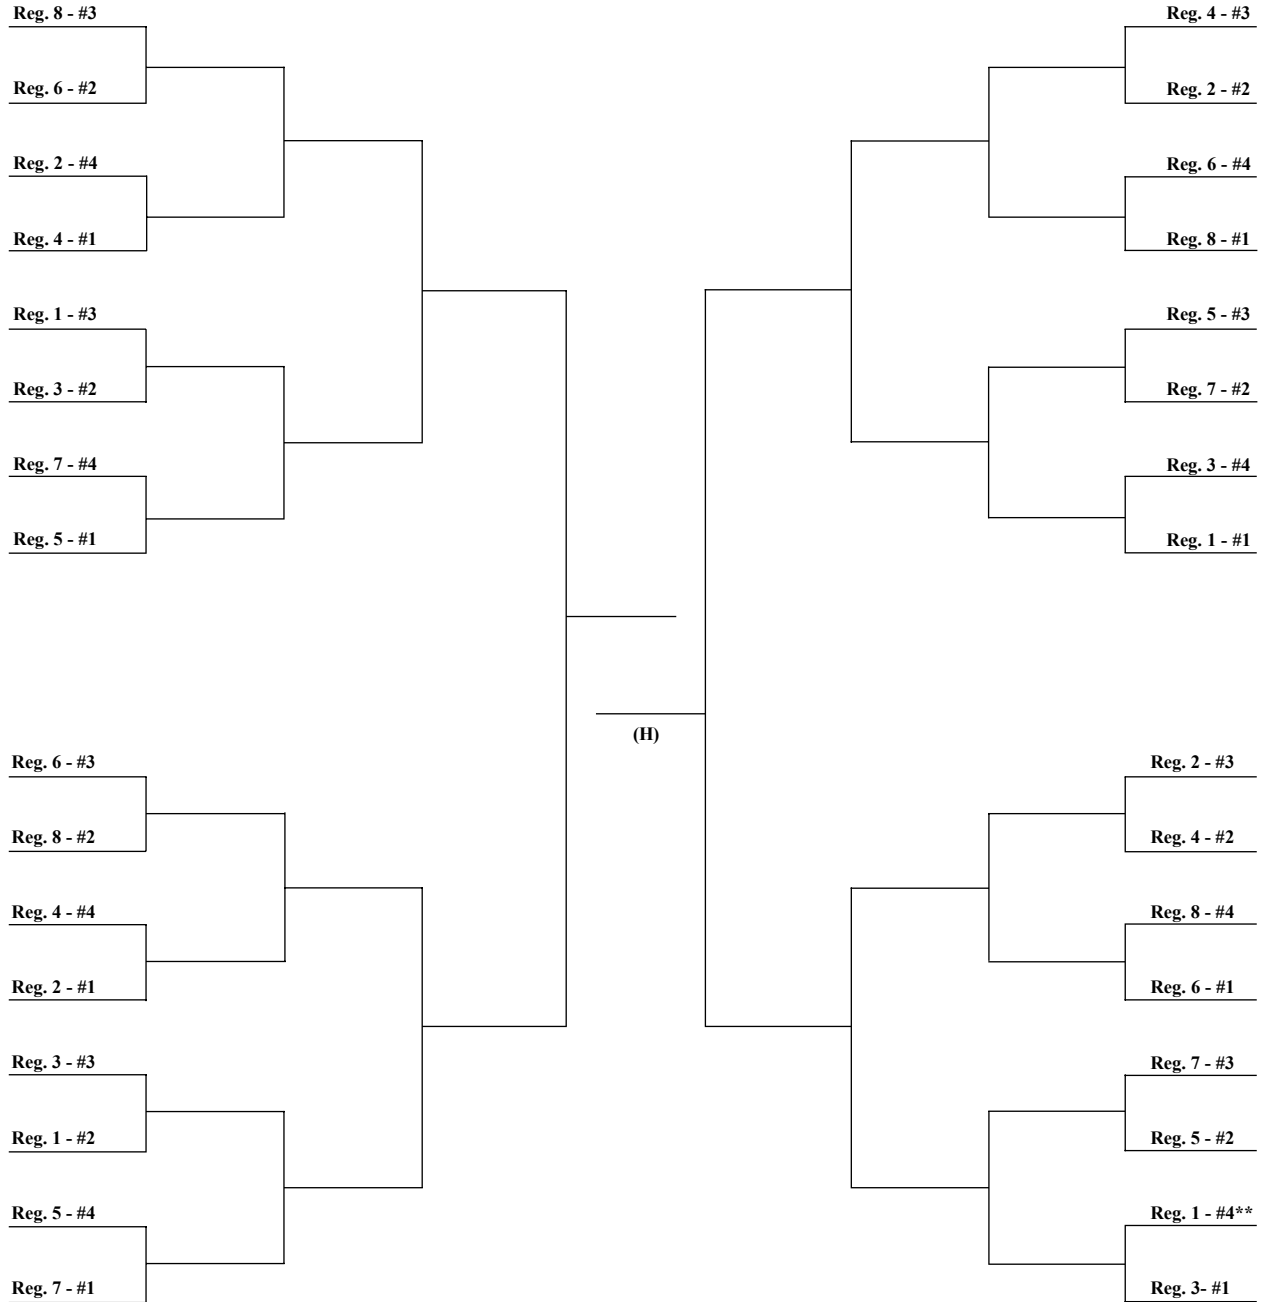 Reg. 8 - #3
Reg. 6 - #2
Reg. 2 - #4
Reg. 4 - #1
Reg. 1 - #3
Reg. 3 - #2
Reg. 7 - #4
Reg. 5 - #1
Reg. 6 - #3
Reg. 8 - #2
Reg. 4 - #4
Reg. 2 - #1
Reg. 3 - #3
Reg. 1 - #2
Reg. 5 - #4
Reg. 7 - #1
(H)
Reg. 4 - #3
Reg. 2 - #2
Reg. 6 - #4
Reg. 8 - #1
Reg. 5 - #3
Reg. 7 - #2
Reg. 3 - #4
Reg. 1 - #1
Reg. 2 - #3
Reg. 4 - #2
Reg. 8 - #4
Reg. 6 - #1
Reg. 7 - #3
Reg. 5 - #2
Reg. 1 - #4**
Reg. 3- #1